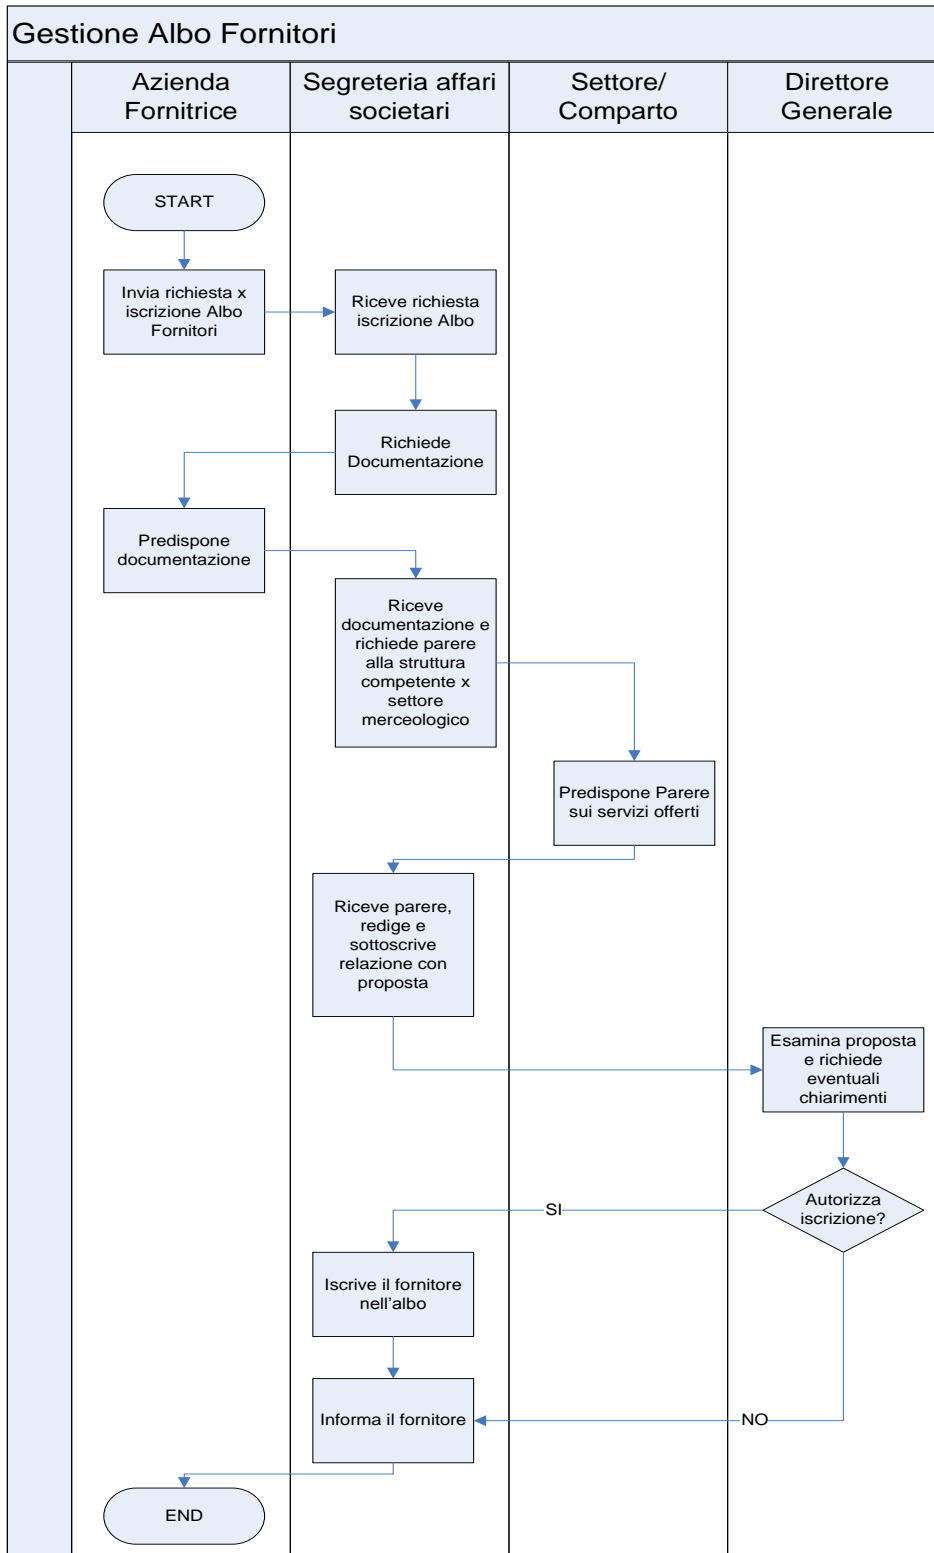 Gestione Albo Fornitori
Azienda
Fornitrice
Segreteria affari
societari
Settore/
Comparto
Direttore
Generale
START
Invia richiesta x
iscrizione Albo
Fornitori
Riceve richiesta
iscrizione Albo
Richiede
Documentazione
Predispone
documentazione
Riceve
documentazione e
richiede parere
alla struttura
competente x
settore
merceologico
Predispone Parere
sui servizi offerti
Riceve parere,
redige e
sottoscrive
relazione con
proposta
Esamina proposta
e richiede
eventuali
chiarimenti
Autorizza
iscrizione?
SI
Iscrive il fornitore
nell'albo
Informa il fornitore
NO
END